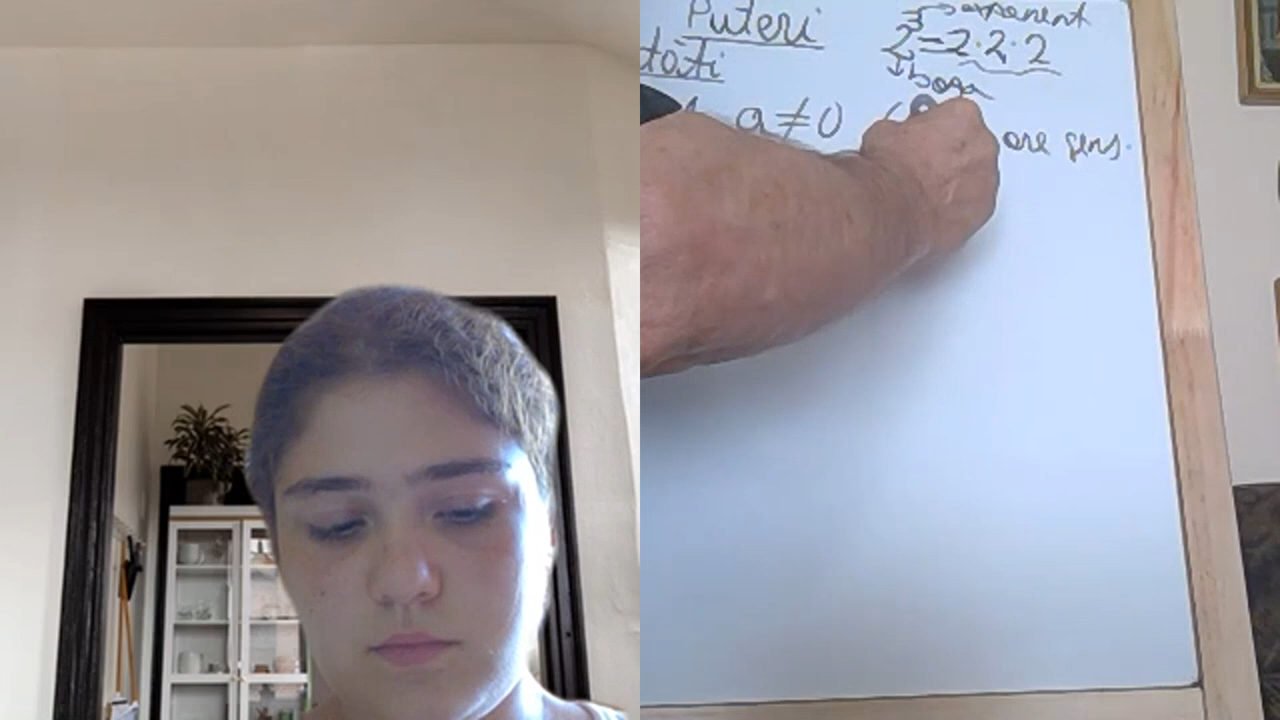 Puteri
exponent
2³=2·2·2
baza
a≠0 ( are sens.